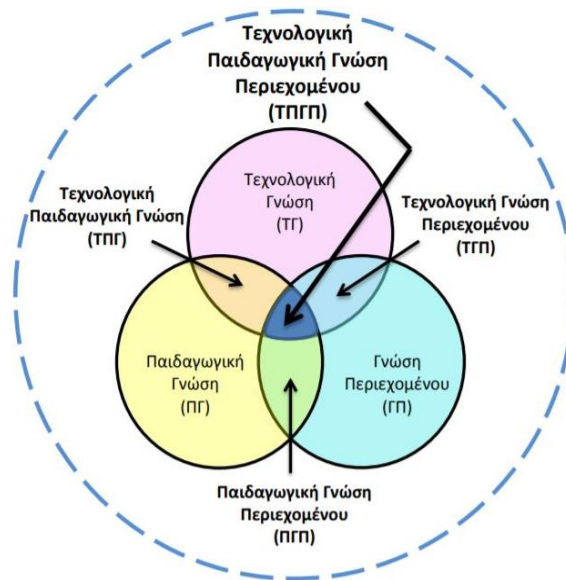 Τεχνολογική
Παιδαγωγική Γνώση
Περιεχομένου
(ΤΠΓΠ)
Τεχνολογική
Γνώση
(ΤΓ)
Τεχνολογική
Παιδαγωγική Γνώση
(ΤΠΓ)
Τεχνολογική Γνώση
Περιεχομένου
(ΤΓΠ)
Παιδαγωγική
Γνώση
(ΠΓ)
Γνώση
Περιεχομένου
(ΓΠ)
Παιδαγωγική Γνώση
Περιεχομένου
(ΠΓΠ)